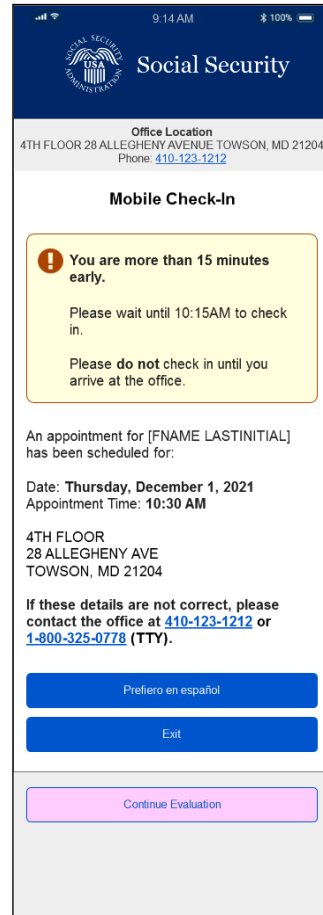 9:14 AM
100%
SOCIAL SECURITY ADMINISTRATION
USA
Social Security
Office Location
4TH FLOOR 28 ALLEGHENY AVENUE TOWSON, MD 21204
Phone: 410-123-1212
Mobile Check-In
You are more than 15 minutes
early.
Please wait until 10:15AM to check
in.
Please do not check in until you
arrive at the office.
An appointment for [FNAME LASTINITIAL]
has been scheduled for:
Date: Thursday, December 1, 2021
Appointment Time: 10:30 AM
4TH FLOOR
28 ALLEGHENY AVE
TOWSON, MD 21204
If these details are not correct, please
contact the office at 410-123-1212 or
1-800-325-0778 (TTY).
Prefiero en español
Exit
Continue Evaluation